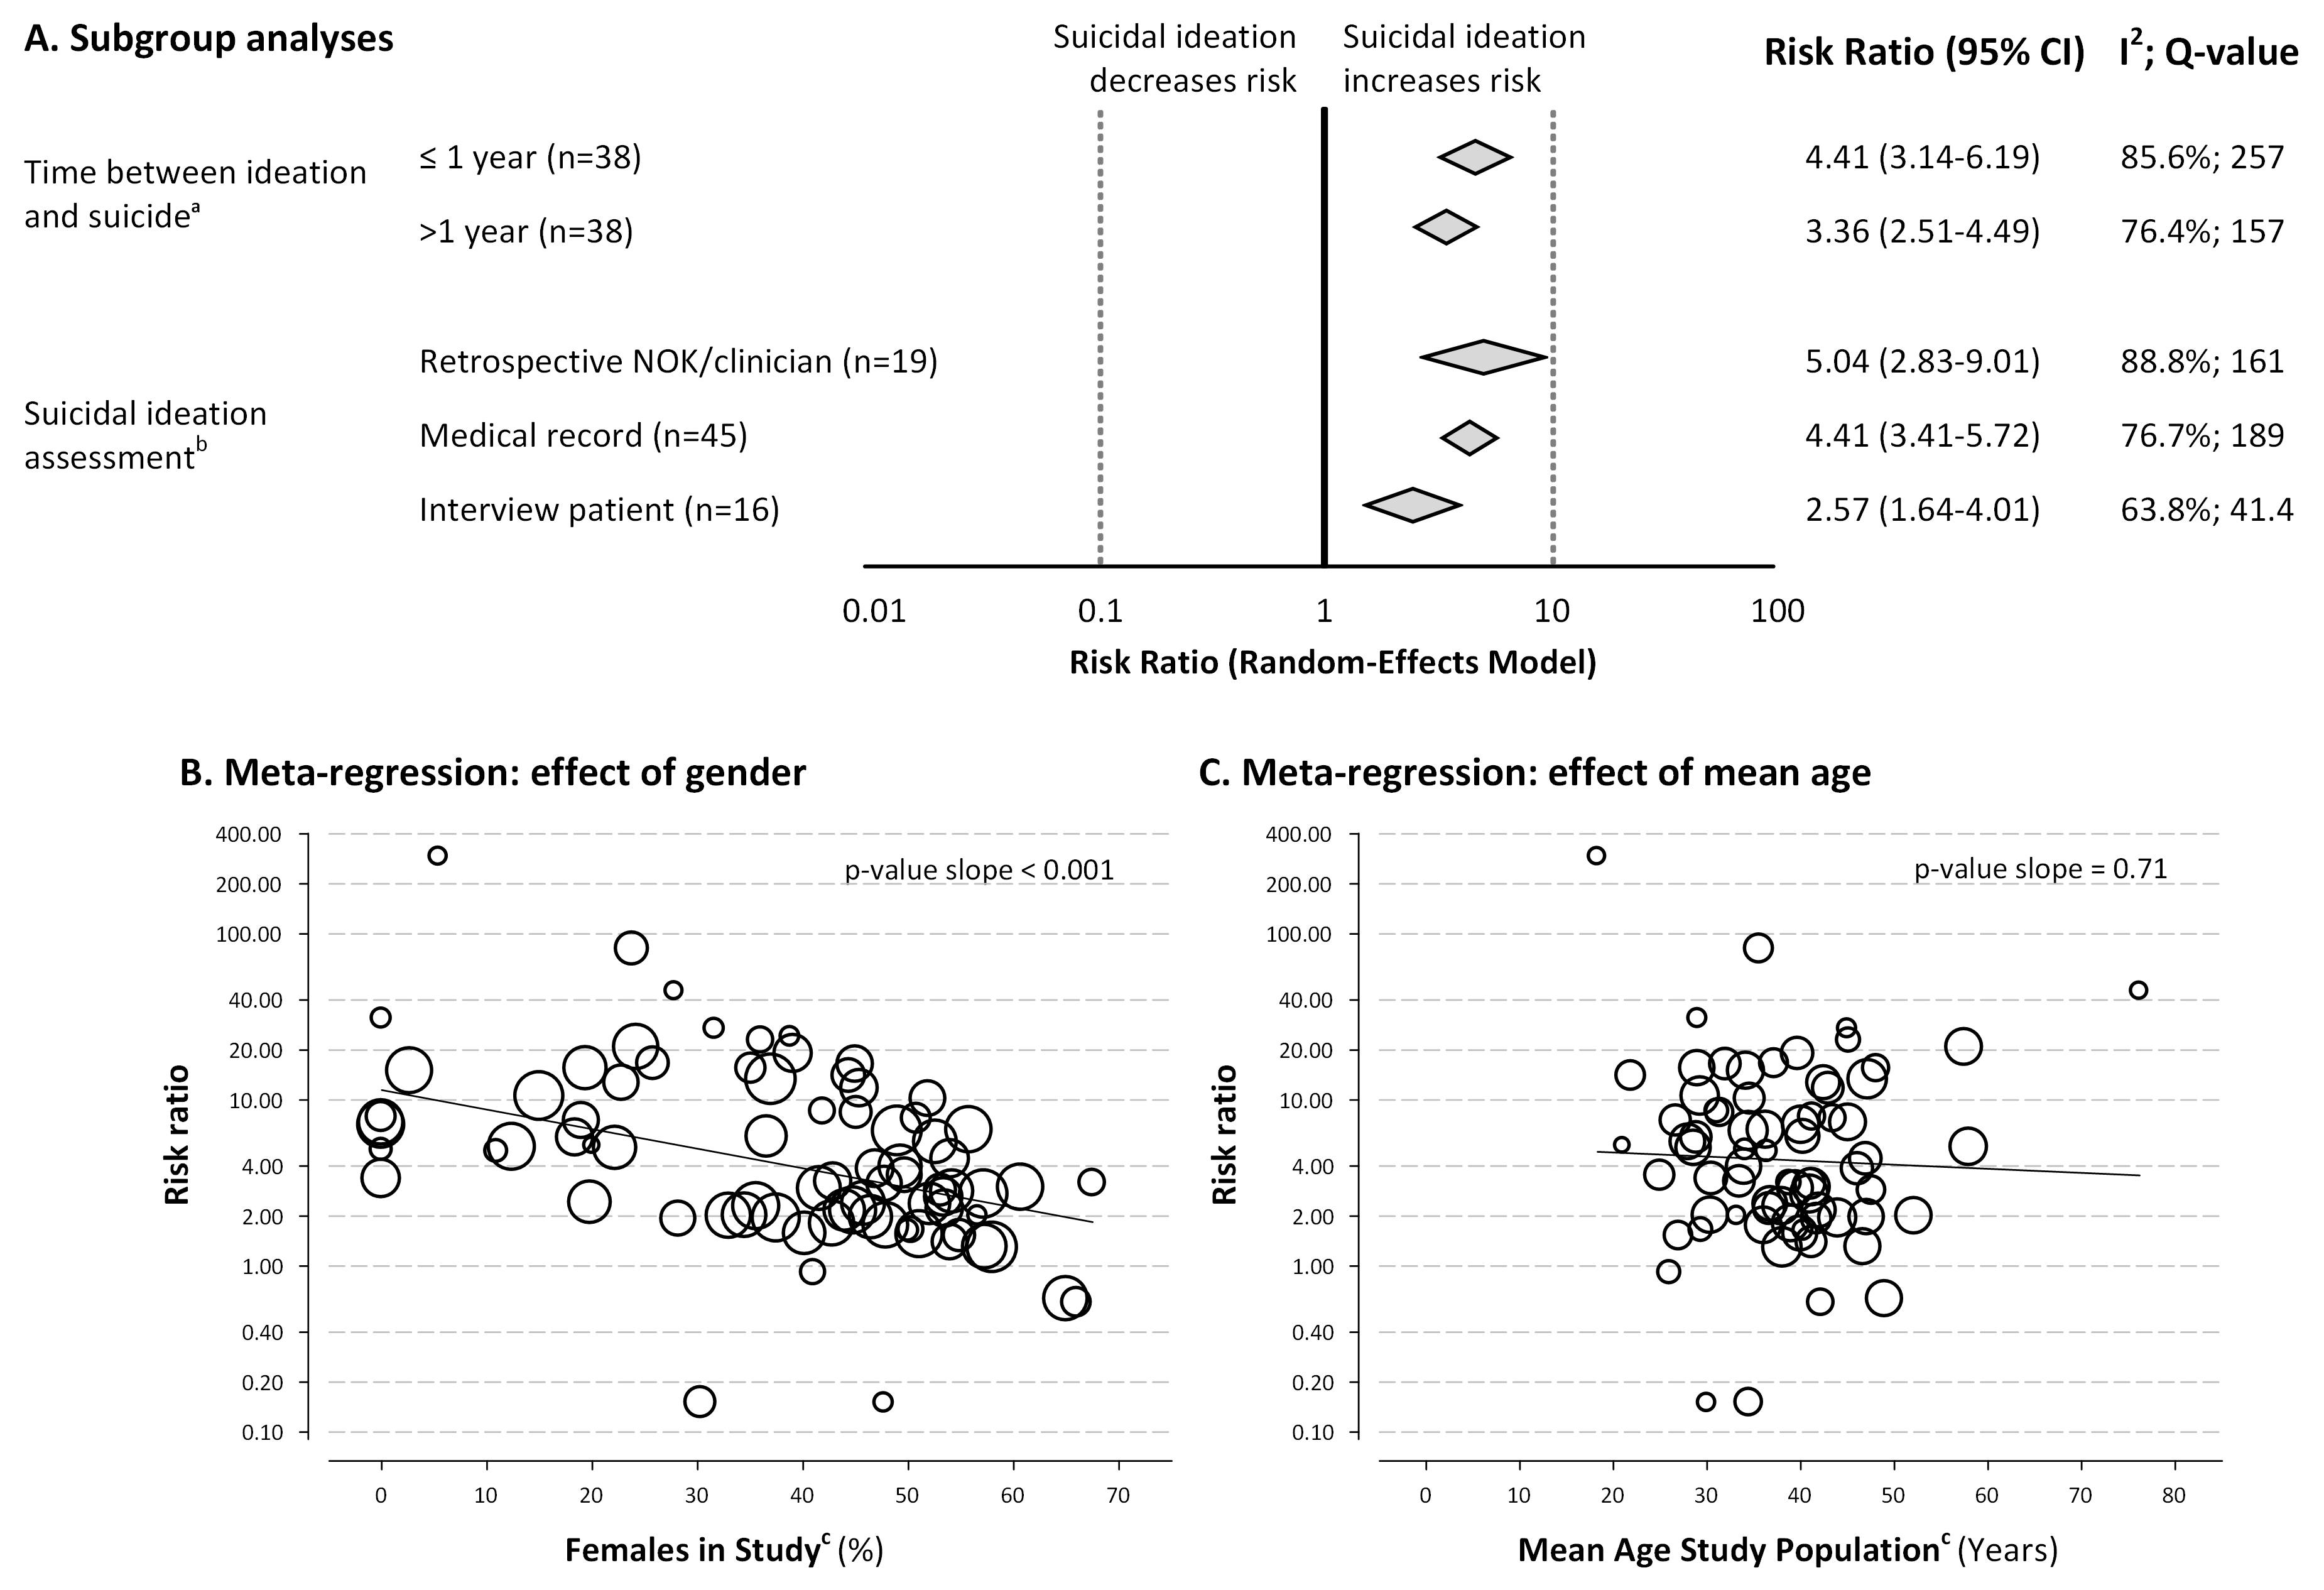 A. Subgroup analyses
Suicidal ideation
decreases risk
Suicidal ideation
increases risk
Risk Ratio (95% CI) I²; Q-value
Time between ideation
and suicideᵃ
≤ 1 year (n=38) 4.41 (3.14-6.19) 85.6%; 257
>1 year (n=38) 3.36 (2.51-4.49) 76.4%; 157
Suicidal ideation
assessmentᵇ
Retrospective NOK/clinician (n=19) 5.04 (2.83-9.01) 88.8%; 161
Medical record (n=45) 4.41 (3.41-5.72) 76.7%; 189
Interview patient (n=16) 2.57 (1.64-4.01) 63.8%; 41.4
0.01 0.1 1 10 100
Risk Ratio (Random-Effects Model)
B. Meta-regression: effect of gender
p-value slope < 0.001
Risk ratio
400.00
200.00
100.00
40.00
20.00
10.00
4.00
2.00
1.00
0.40
0.20
0.10
0 10 20 30 40 50 60 70
Females in Studyᶜ (%)
C. Meta-regression: effect of mean age
p-value slope = 0.71
Risk ratio
400.00
200.00
100.00
40.00
20.00
10.00
4.00
2.00
1.00
0.40
0.20
0.10
0 10 20 30 40 50 60 70 80
Mean Age Study Populationᶜ (Years)